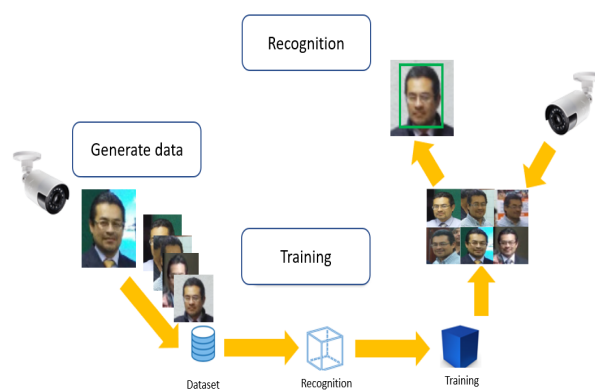 Recognition
Generate data
Training
Dataset
Recognition
Training